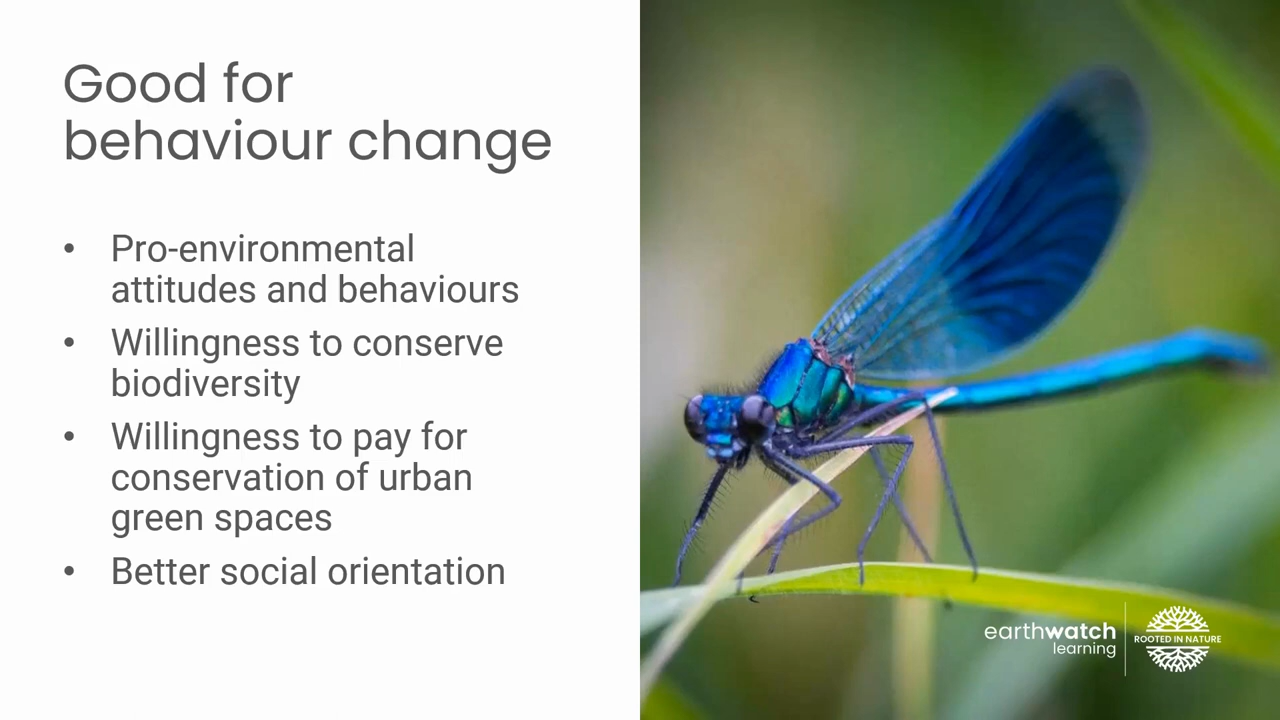 Good for
behaviour change
• Pro-environmental
attitudes and behaviours
• Willingness to conserve
biodiversity
• Willingness to pay for
conservation of urban
green spaces
• Better social orientation
earthwatch
learning
ROOTED IN NATURE